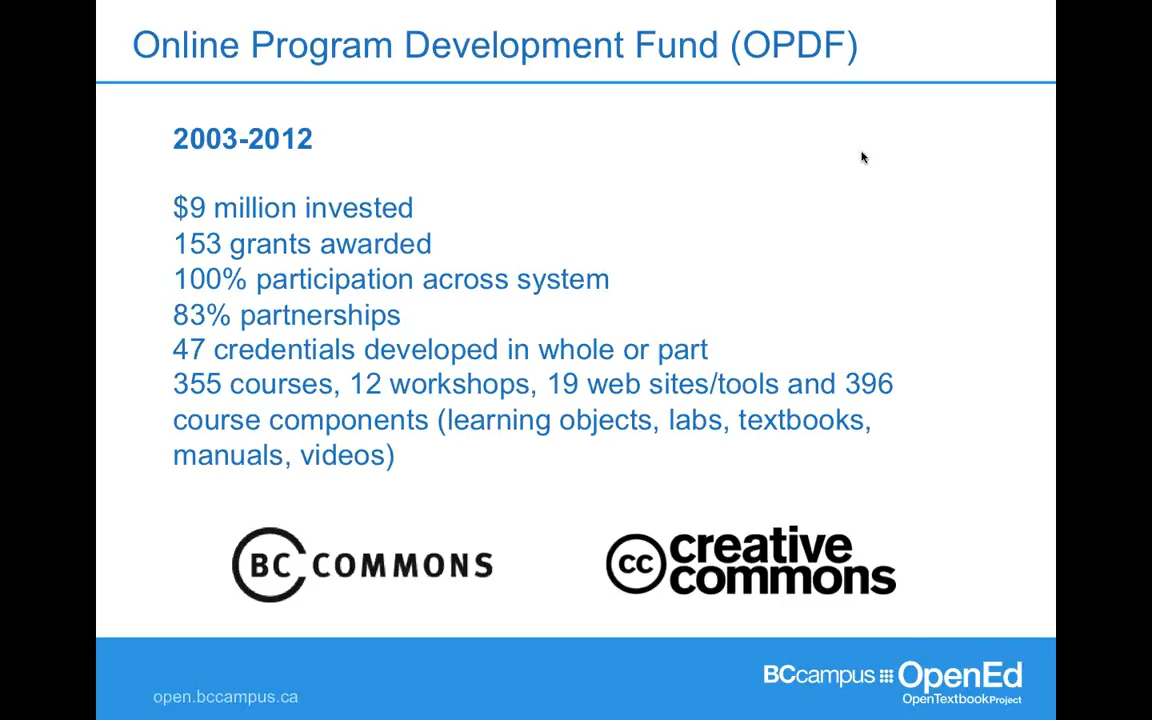 Online Program Development Fund (OPDF)
2003-2012
$9 million invested
153 grants awarded
100% participation across system
83% partnerships
47 credentials developed in whole or part
355 courses, 12 workshops, 19 web sites/tools and 396
course components (learning objects, labs, textbooks,
manuals, videos)
BC COMMONS
cc creative
commons
open.bccampus.ca
BCcampus OpenEd
OpenTextbookProject